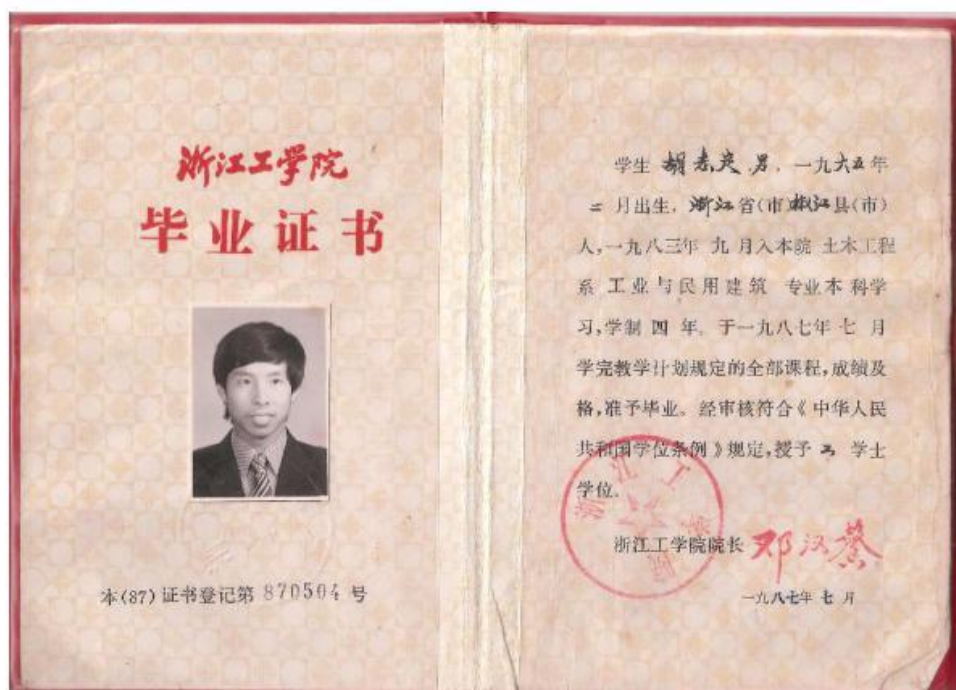 浙江工学院
毕业证书
本(87)证书登记第 870504 号
学生 胡 男，一九六五年
二月出生，浙江省(市)椒江县(市)
人，一九八三年 九 月入本院 土木工程
系 工业与民用建筑 专业本科学
习，学制 四 年，于一九八七年 七 月
学完教学计划规定的全部课程，成绩及
格，准予毕业。经审核符合《中华人民
共和国学位条例》规定，授予 工 学士
学位。
浙江工学院院长 邓汉馨
一九八七年 七 月
浙江工学院